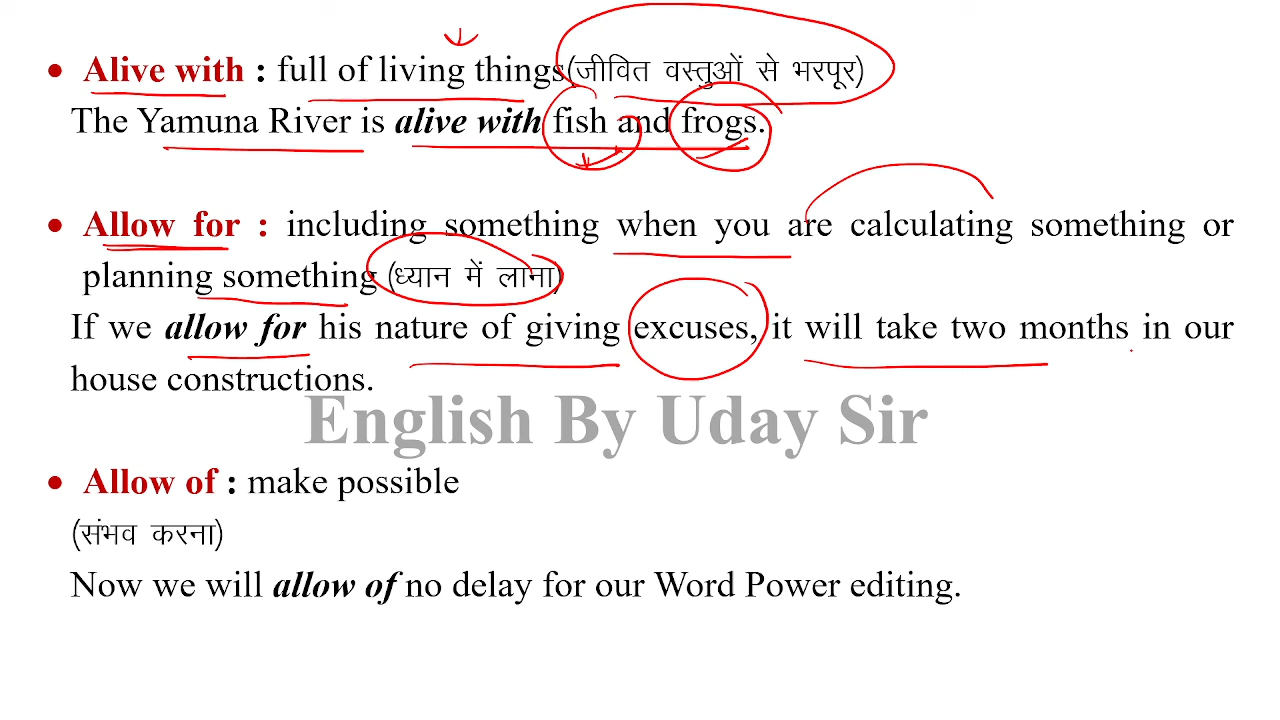 • Alive with : full of living things(जीवित वस्तुओं से भरपूर)
The Yamuna River is alive with fish and frogs.
• Allow for : including something when you are calculating something or
planning something (ध्यान में लाना)
If we allow for his nature of giving excuses, it will take two months in our
house constructions.
English By Uday Sir
• Allow of : make possible
(संभव करना)
Now we will allow of no delay for our Word Power editing.